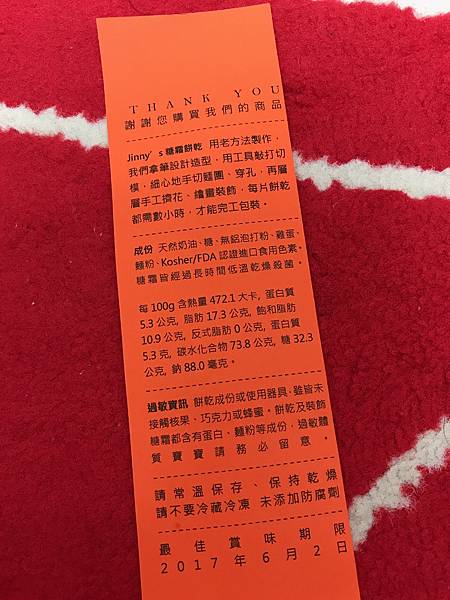 THANK YOU
謝謝您購買我們的商品
Jinny's 糖霜餅乾 用老方法製作，
我們拿筆設計造型，用工具敲打切
模，細心地手切麵團、穿孔，再層
層手工擠花、繪畫裝飾，每片餅乾
都需數小時，才能完工包裝。
成份 天然奶油、糖、無鋁泡打粉、雞蛋、
麵粉、Kosher/FDA 認證進口食用色素。
糖霜皆經過長時間低溫乾燥殺菌。
每 100g 含熱量 472.1 大卡, 蛋白質
5.3 公克, 脂肪 17.3 公克, 飽和脂肪
10.9 公克, 反式脂肪 0 公克, 蛋白質
5.3 克, 碳水化合物 73.8 公克, 糖 32.3
公克, 鈉 88.0 毫克。
過敏資訊 餅乾成份或使用器具，雖皆未
接觸核果、巧克力或蜂蜜。餅乾及裝飾
糖霜都含有蛋白、麵粉等成份，過敏體
質寶寶請務必留意。
請常溫保存、保持乾燥
請不要冷藏冷凍 未添加防腐劑
最佳賞味期限
2017年6月2日